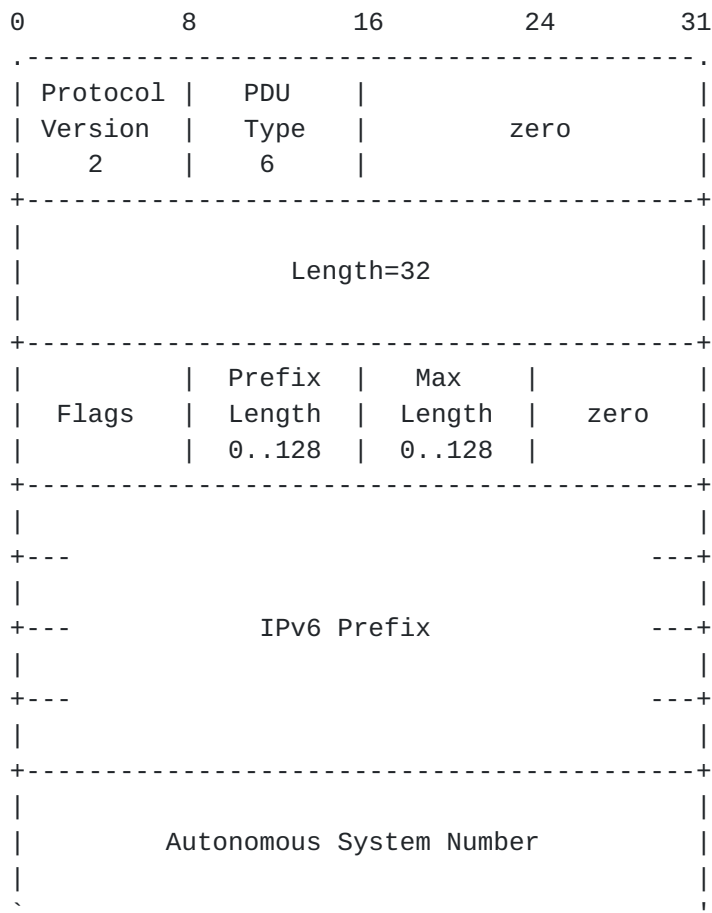 0          8          16         24        31
.-------------------------------------------.
| Protocol |   PDU    |                     |
| Version  |   Type   |         zero        |
|    2     |    6     |                     |
+-------------------------------------------+
|                                           |
|                 Length=32                 |
|                                           |
+-------------------------------------------+
|          |  Prefix  |   Max    |          |
|  Flags   |  Length  |  Length  |   zero   |
|          |  0..128  |  0..128  |          |
+-------------------------------------------+
|                                           |
+---                                     ---+
|                                           |
+---            IPv6 Prefix              ---+
|                                           |
+---                                     ---+
|                                           |
+-------------------------------------------+
|                                           |
|         Autonomous System Number          |
|                                           |
`-------------------------------------------'